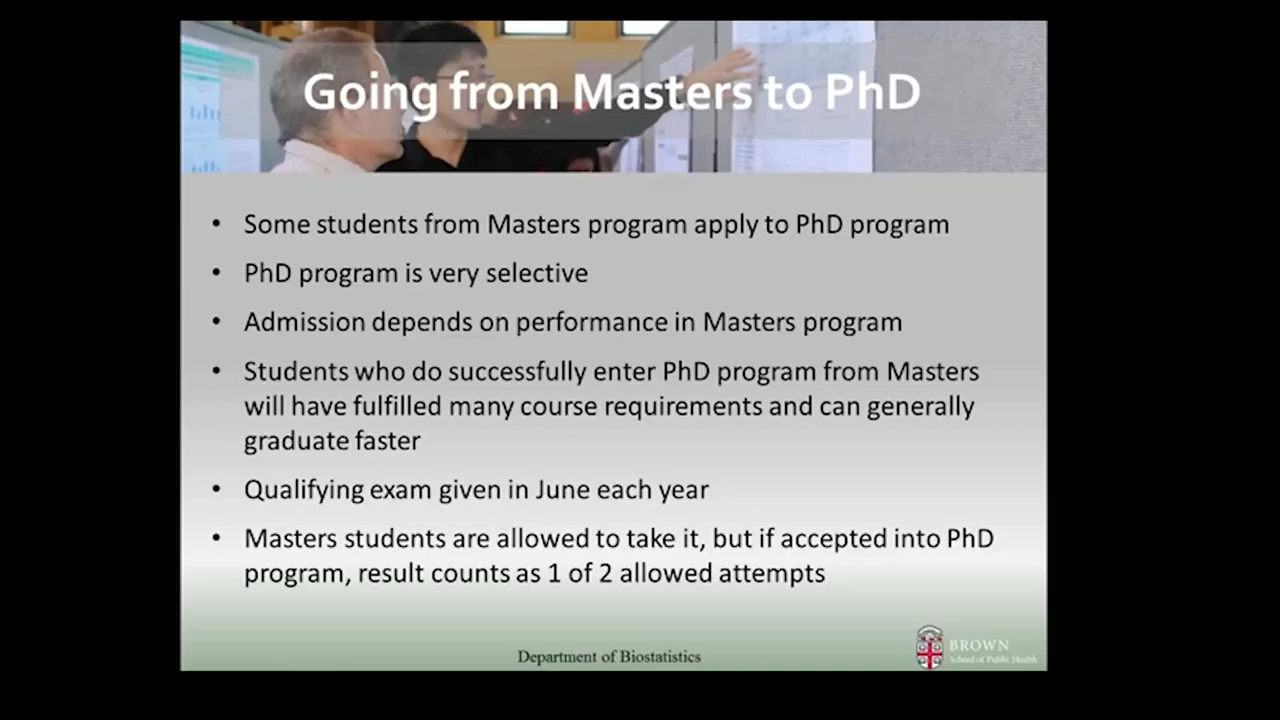 Going from Masters to PhD
• Some students from Masters program apply to PhD program
• PhD program is very selective
• Admission depends on performance in Masters program
• Students who do successfully enter PhD program from Masters
will have fulfilled many course requirements and can generally
graduate faster
• Qualifying exam given in June each year
• Masters students are allowed to take it, but if accepted into PhD
program, result counts as 1 of 2 allowed attempts
Department of Biostatistics
BROWN
School of Public Health